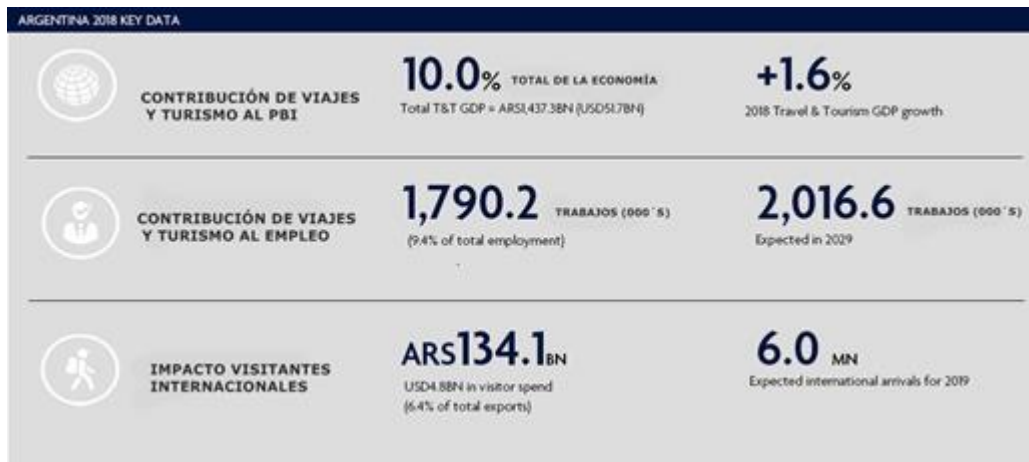 ARGENTINA 2018 KEY DATA
CONTRIBUCIÓN DE VIAJES
Y TURISMO AL PBI
10.0% TOTAL DE LA ECONOMÍA
Total T&T GDP = ARS1,437.3BN (USD51.7BN)
+1.6%
2018 Travel & Tourism GDP growth
CONTRIBUCIÓN DE VIAJES
Y TURISMO AL EMPLEO
1,790.2 TRABAJOS (000´S)
(9.4% of total employment)
2,016.6 TRABAJOS (000´S)
Expected in 2029
IMPACTO VISITANTES
INTERNACIONALES
ARS134.1BN
USD4.8BN in visitor spend
(6.4% of total exports)
6.0 MN
Expected international arrivals for 2019